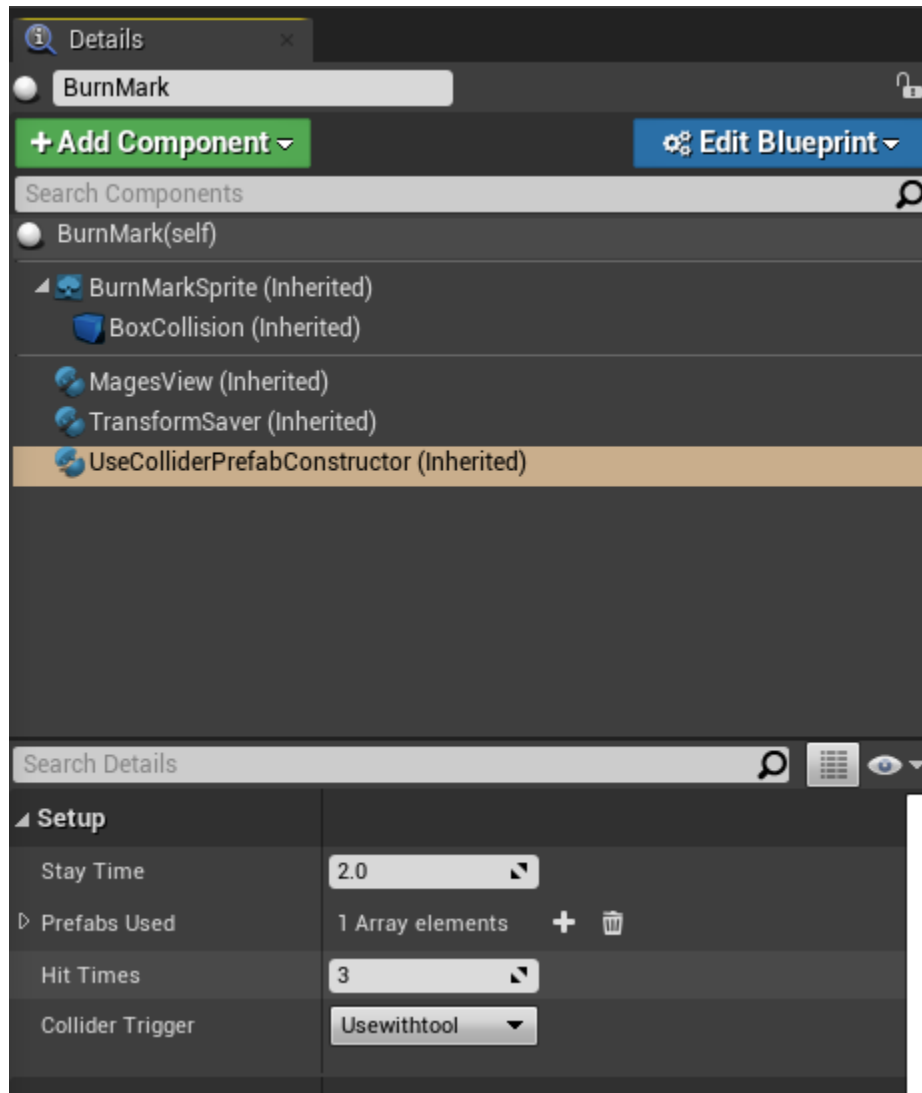 Details
BurnMark
+ Add Component
Edit Blueprint
Search Components
BurnMark(self)
BurnMarkSprite (Inherited)
BoxCollision (Inherited)
MagesView (Inherited)
TransformSaver (Inherited)
UseColliderPrefabConstructor (Inherited)
Search Details
Setup
Stay Time 2.0
Prefabs Used 1 Array elements
Hit Times 3
Collider Trigger Usewithtool